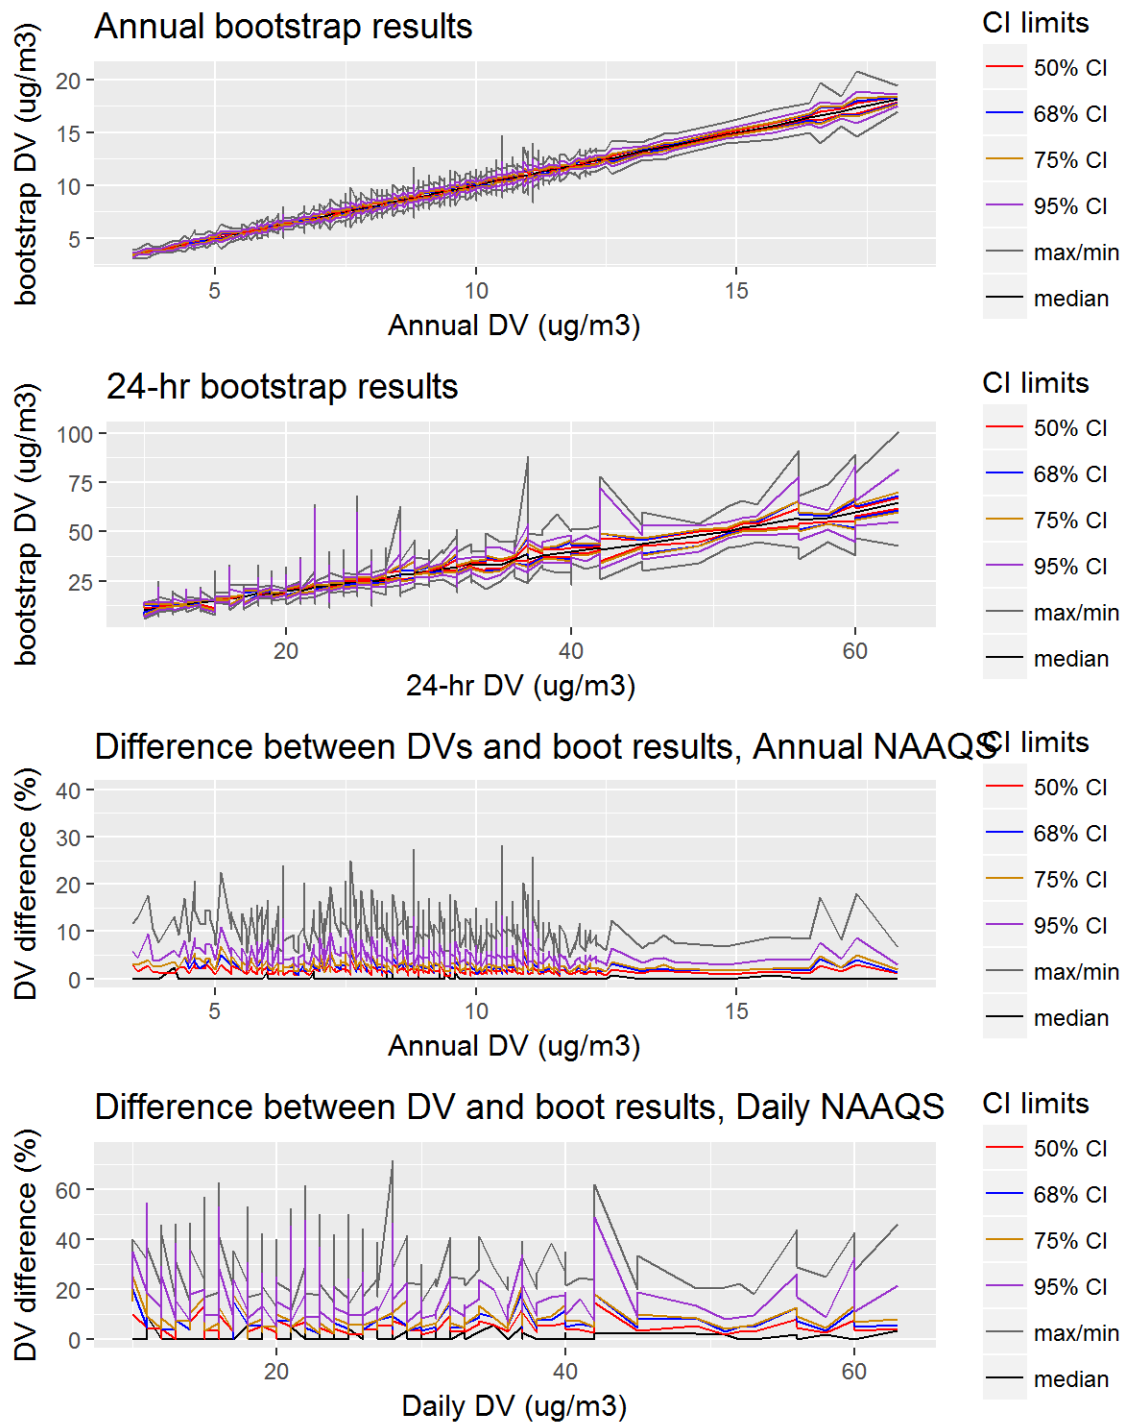 Annual bootstrap results
bootstrap DV (ug/m3)
20
15
10
5
5 10 15
Annual DV (ug/m3)
CI limits
50% CI
68% CI
75% CI
95% CI
max/min
median
24-hr bootstrap results
bootstrap DV (ug/m3)
100
75
50
25
20 40 60
24-hr DV (ug/m3)
CI limits
50% CI
68% CI
75% CI
95% CI
max/min
median
Difference between DVs and boot results, Annual NAAQS
DV difference (%)
40
30
20
10
0
5 10 15
Annual DV (ug/m3)
CI limits
50% CI
68% CI
75% CI
95% CI
max/min
median
Difference between DV and boot results, Daily NAAQS
DV difference (%)
60
40
20
0
20 40 60
Daily DV (ug/m3)
CI limits
50% CI
68% CI
75% CI
95% CI
max/min
median